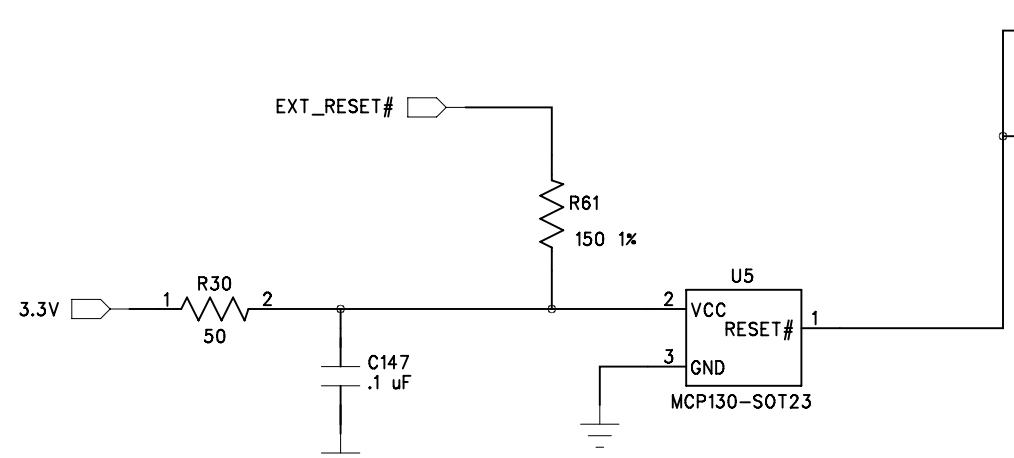 EXT_RESET#
R61
150 1%
U5
R30
3.3V
1
2
50
2
VCC
RESET#
1
3
GND
C147
.1 uF
MCP130-SOT23